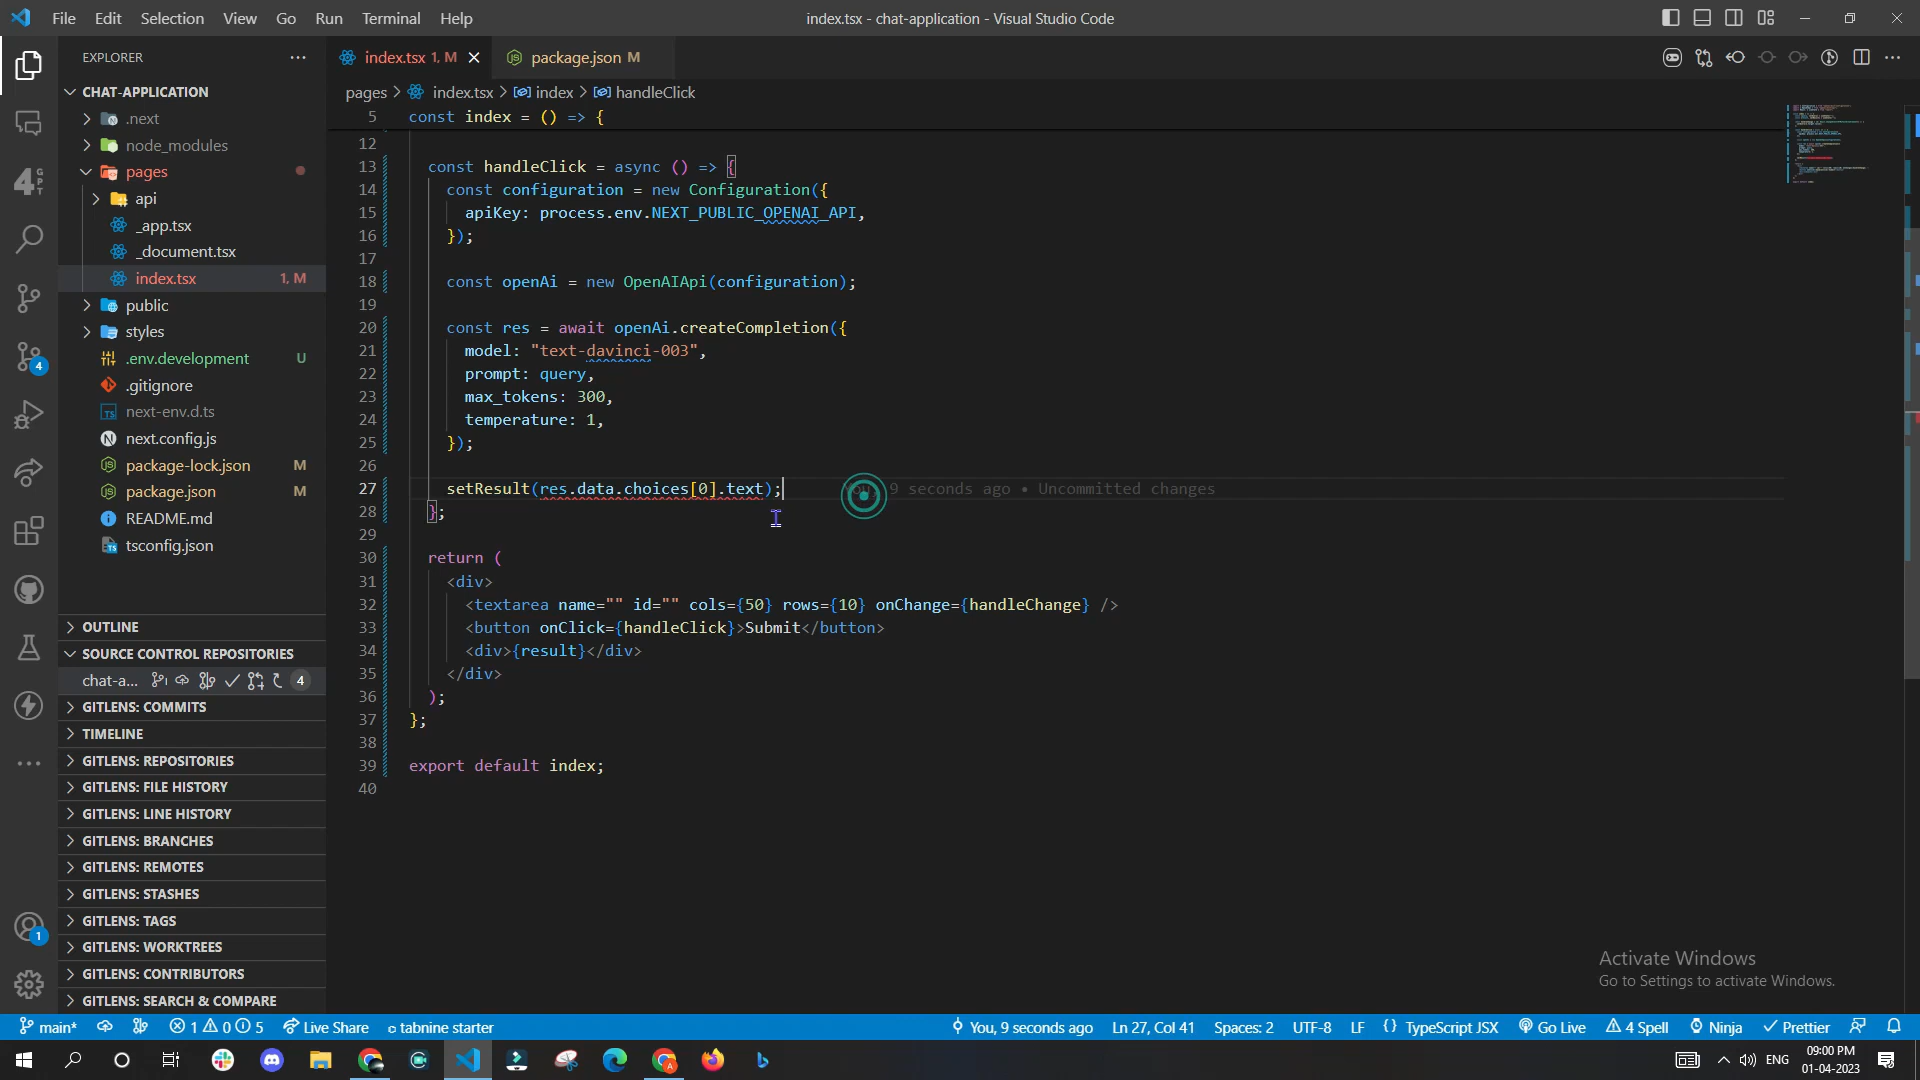 File Edit Selection View Go Run Terminal Help
index.tsx - chat-application - Visual Studio Code
EXPLORER
index.tsx 1, M
package.json M
CHAT-APPLICATION
.next
node_modules
pages
api
_app.tsx
_document.tsx
index.tsx 1, M
public
styles
.env.development U
.gitignore
next-env.d.ts
next.config.js
package-lock.json M
package.json M
README.md
tsconfig.json
OUTLINE
SOURCE CONTROL REPOSITORIES
chat-a... 4
GITLENS: COMMITS
TIMELINE
GITLENS: REPOSITORIES
GITLENS: FILE HISTORY
GITLENS: LINE HISTORY
GITLENS: BRANCHES
GITLENS: REMOTES
GITLENS: STASHES
GITLENS: TAGS
GITLENS: WORKTREES
GITLENS: CONTRIBUTORS
GITLENS: SEARCH & COMPARE
4
1
pages > index.tsx > index > handleClick
5 const index = () => {
12
13 const handleClick = async () => {
14 const configuration = new Configuration({
15 apiKey: process.env.NEXT_PUBLIC_OPENAI_API,
16 });
17
18 const openAi = new OpenAIApi(configuration);
19
20 const res = await openAi.createCompletion({
21 model: "text-davinci-003",
22 prompt: query,
23 max_tokens: 300,
24 temperature: 1,
25 });
26
27 setResult(res.data.choices[0].text); 9 seconds ago • Uncommitted changes
28 };
29
30 return (
31 <div>
32 <textarea name="" id="" cols={50} rows={10} onChange={handleChange} />
33 <button onClick={handleClick}>Submit</button>
34 <div>{result}</div>
35 </div>
36 );
37 };
38
39 export default index;
40
Activate Windows
Go to Settings to activate Windows.
main* 1 0 5 Live Share tabnine starter You, 9 seconds ago Ln 27, Col 41 Spaces: 2 UTF-8 LF {} TypeScript JSX Go Live 4 Spell Ninja Prettier
ENG
09:00 PM
01-04-2023